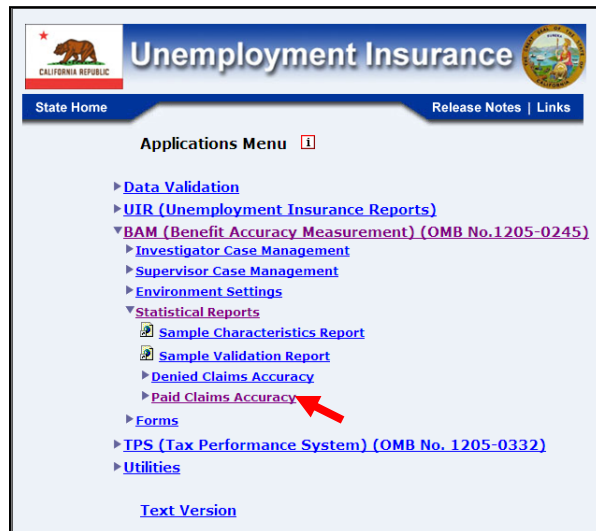 CALIFORNIA REPUBLIC
Unemployment Insurance
State Home
Release Notes | Links
Applications Menu i
Data Validation
UIR (Unemployment Insurance Reports)
BAM (Benefit Accuracy Measurement) (OMB No.1205-0245)
Investigator Case Management
Supervisor Case Management
Environment Settings
Statistical Reports
Sample Characteristics Report
Sample Validation Report
Denied Claims Accuracy
Paid Claims Accuracy
Forms
TPS (Tax Performance System) (OMB No. 1205-0332)
Utilities
Text Version